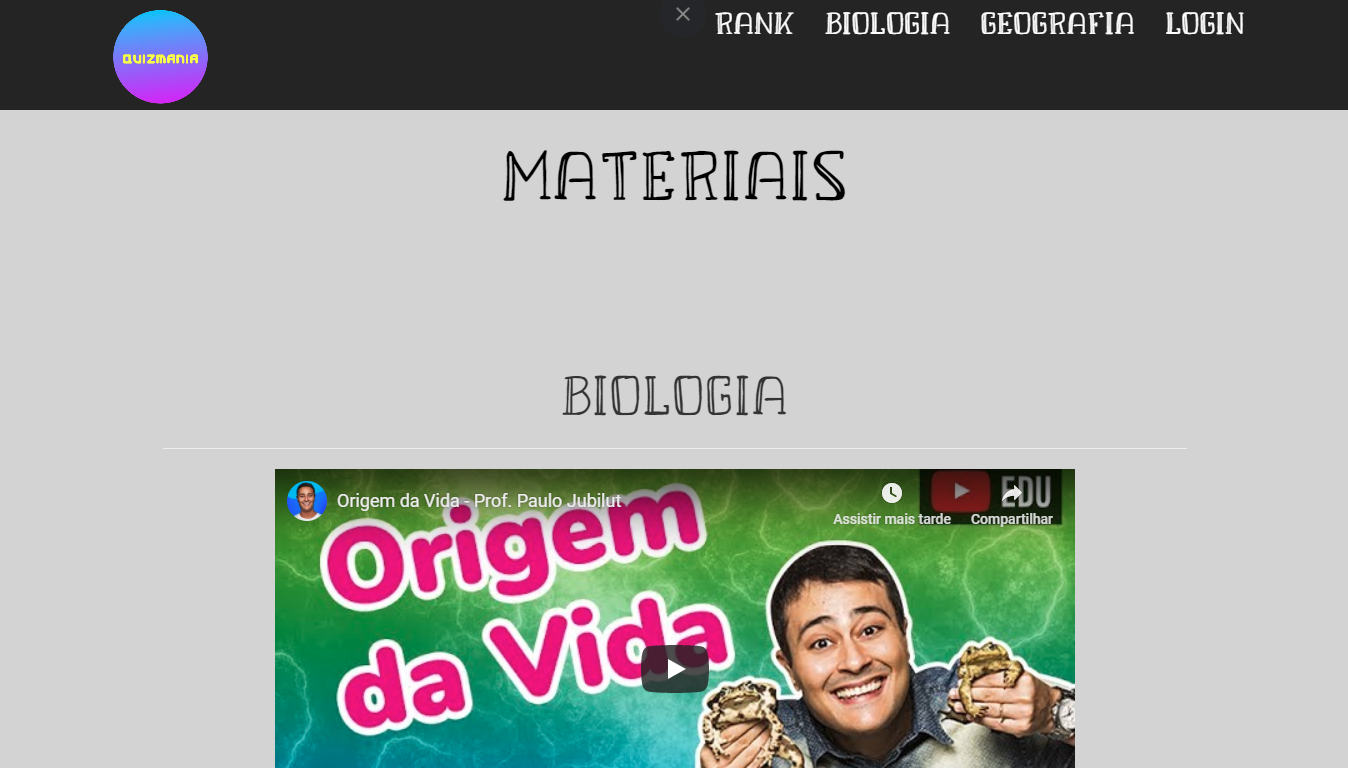 QUIZMANIA
RANK BIOLOGIA GEOGRAFIA LOGIN
MATERIAIS
BIOLOGIA
Origem da Vida - Prof. Paulo Jubilut
Assistir mais tarde Compartilhar
EDU
Origem
da Vida